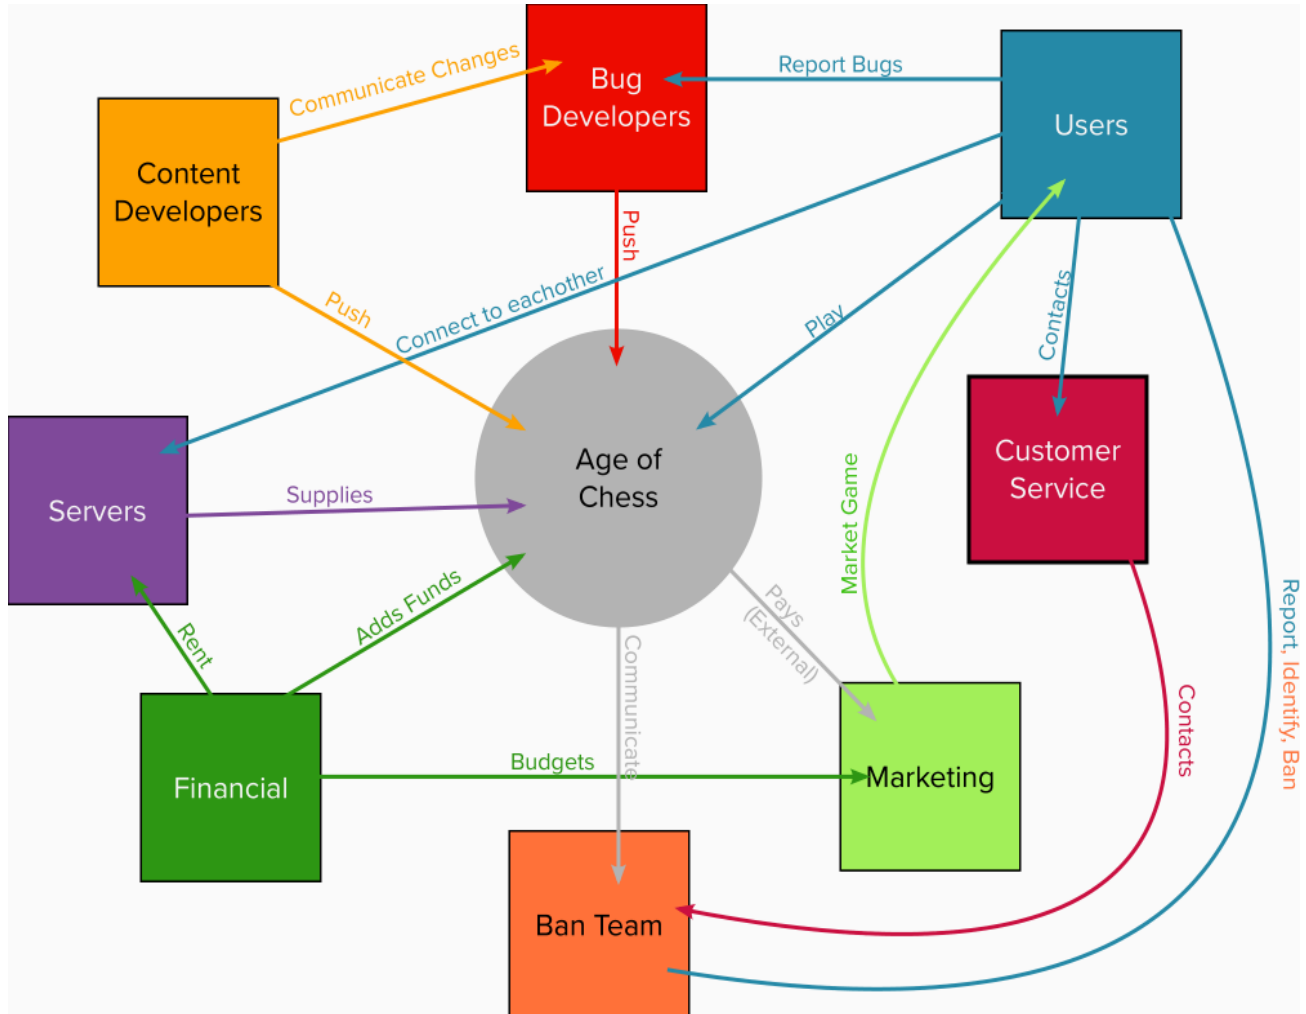 Communicate Changes
Bug
Developers
Report Bugs
Users
Content
Developers
Push
Push
Connect to eachother
Play
Contacts
Age of
Chess
Customer
Service
Servers
Supplies
Market Game
Rent
Adds Funds
Pays
(External)
Communicate
Report, Identify, Ban
Contacts
Financial
Budgets
Marketing
Ban Team